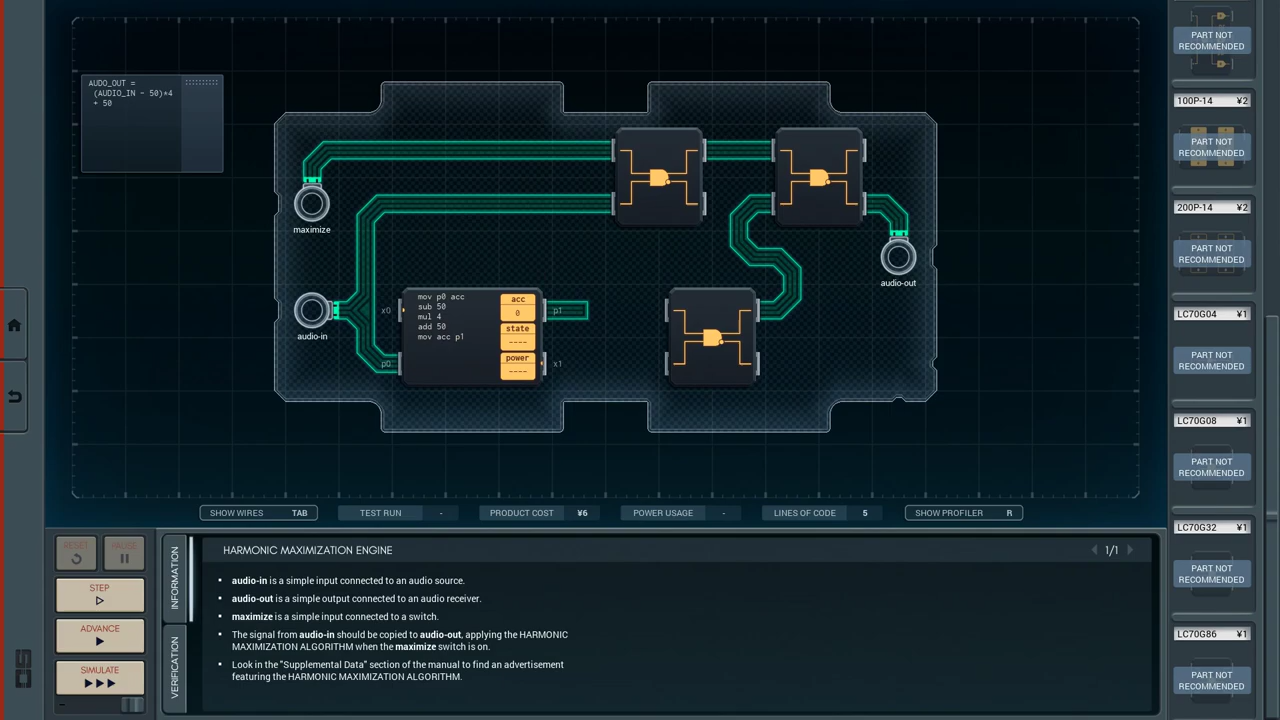 AUDO_OUT =
(AUDIO_IN - 50)*4
+ 50
maximize
audio-in
audio-out
x0
p0
p1
x1
mov p0 acc
sub 50
mul 4
add 50
mov acc p1
acc
0
state
----
power
----
PART NOT
RECOMMENDED
100P-14 ¥2
PART NOT
RECOMMENDED
200P-14 ¥2
PART NOT
RECOMMENDED
LC70G04 ¥1
PART NOT
RECOMMENDED
LC70G08 ¥1
PART NOT
RECOMMENDED
LC70G32 ¥1
PART NOT
RECOMMENDED
LC70G86 ¥1
PART NOT
RECOMMENDED
SHOW WIRES TAB
TEST RUN -
PRODUCT COST ¥6
POWER USAGE -
LINES OF CODE 5
SHOW PROFILER R
RESET
PAUSE
STEP
ADVANCE
SIMULATE
INFORMATION
VERIFICATION
HARMONIC MAXIMIZATION ENGINE
1/1
▪ audio-in is a simple input connected to an audio source.
▪ audio-out is a simple output connected to an audio receiver.
▪ maximize is a simple input connected to a switch.
▪ The signal from audio-in should be copied to audio-out, applying the HARMONIC
MAXIMIZATION ALGORITHM when the maximize switch is on.
▪ Look in the "Supplemental Data" section of the manual to find an advertisement
featuring the HARMONIC MAXIMIZATION ALGORITHM.